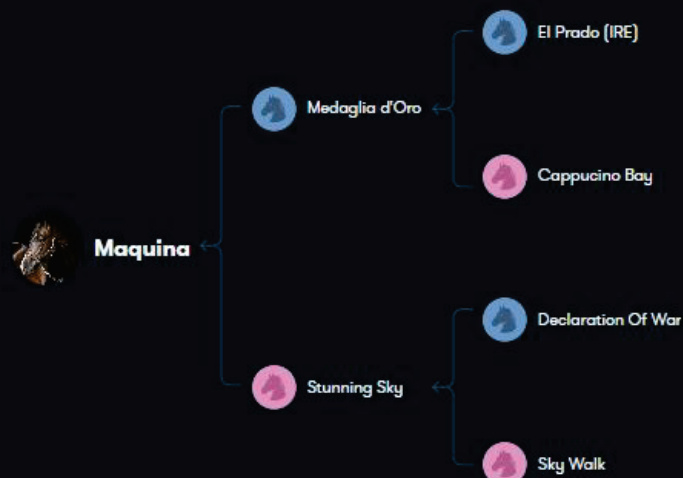 El Prado (IRE)
Medaglia d'Oro
Cappucino Bay
Maquina
Declaration Of War
Stunning Sky
Sky Walk